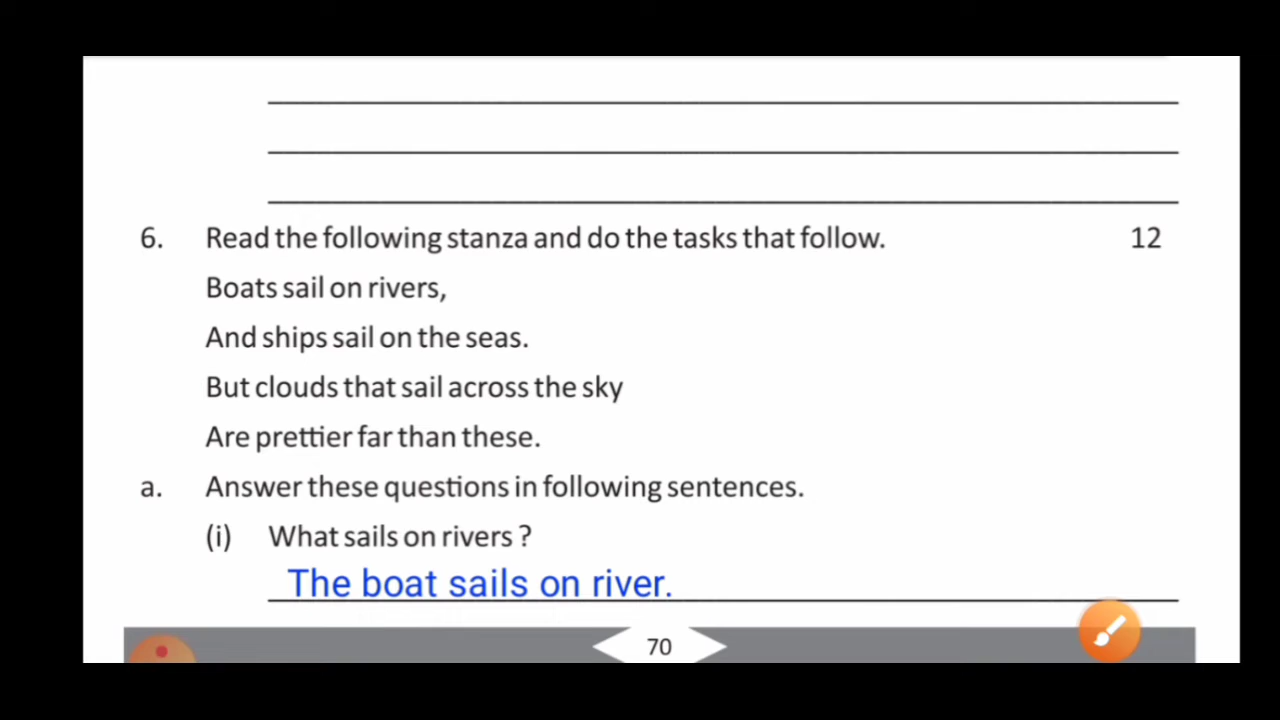 6. Read the following stanza and do the tasks that follow. 12
Boats sail on rivers,
And ships sail on the seas.
But clouds that sail across the sky
Are prettier far than these.
a. Answer these questions in following sentences.
(i) What sails on rivers ?
The boat sails on river.
70